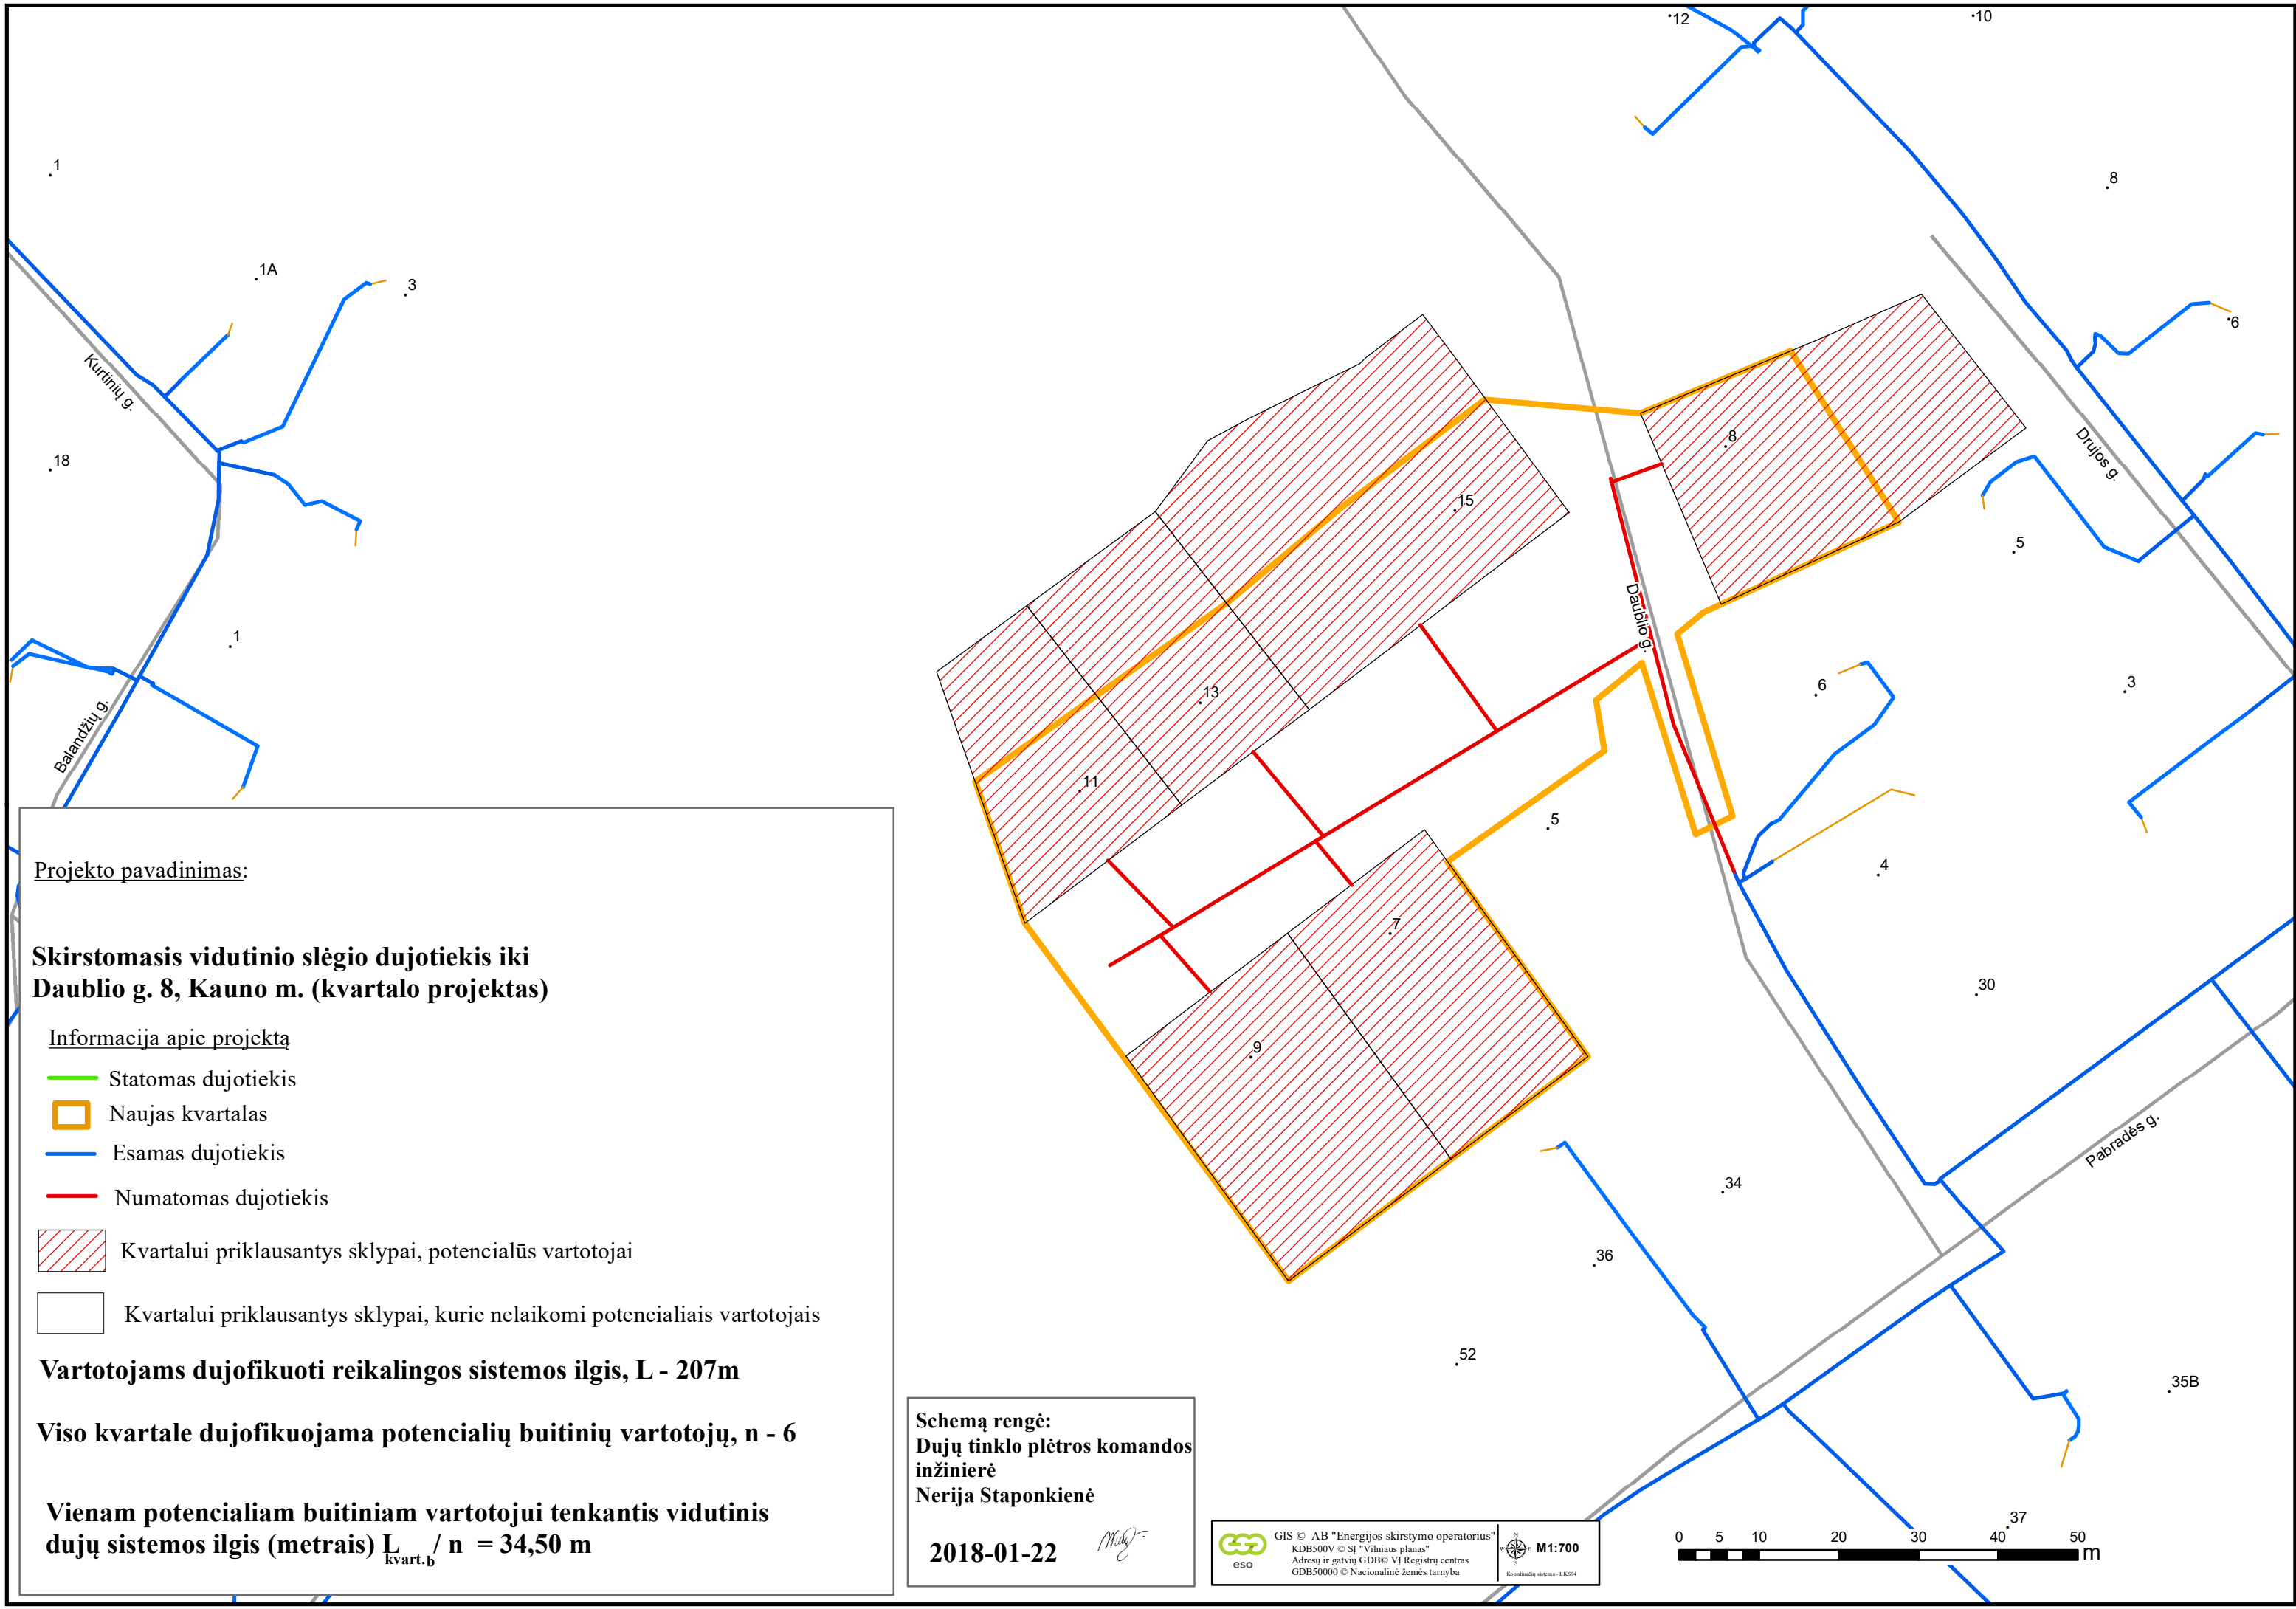 12
10
1
8
1A
3
6
Kurtinių g.
8
Drujos g.
18
15
5
Daublio g.
1
6
3
13
Balandžių g.
11
5
4
7
30
9
Pabradės g.
34
36
52
35B
37
Projekto pavadinimas:
Skirstomasis vidutinio slėgio dujotiekis iki
Daublio g. 8, Kauno m. (kvartalo projektas)
Informacija apie projektą
Statomas dujotiekis
Naujas kvartalas
Esamas dujotiekis
Numatomas dujotiekis
Kvartalui priklausantys sklypai, potencialūs vartotojai
Kvartalui priklausantys sklypai, kurie nelaikomi potencialiais vartotojais
Vartotojams dujofikuoti reikalingos sistemos ilgis, L - 207m
Viso kvartale dujofikuojama potencialių buitinių vartotojų, n - 6
Vienam potencialiam buitiniam vartotojui tenkantis vidutinis
dujų sistemos ilgis (metrais) L kvart.b / n = 34,50 m
Schemą rengė:
Dujų tinklo plėtros komandos
inžinierė
Nerija Staponkienė
2018-01-22
eso
GIS © AB "Energijos skirstymo operatorius"
KDB500V © SĮ "Vilniaus planas"
Adresų ir gatvių GDB© VĮ Registrų centras
GDB50000 © Nacionalinė žemės tarnyba
N
W E
S
M1:700
Koordinačių sistema - LKS94
0 5 10 20 30 40 50
m